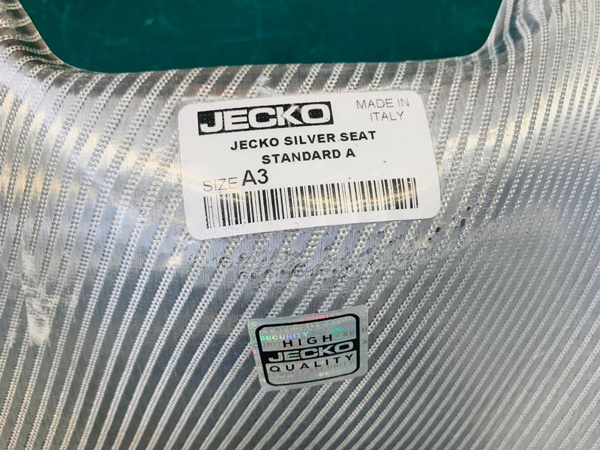 JECKO
MADE IN
ITALY
JECKO SILVER SEAT
STANDARD A
SIZE A3
SECURITY
HIGH
JECKO
QUALITY